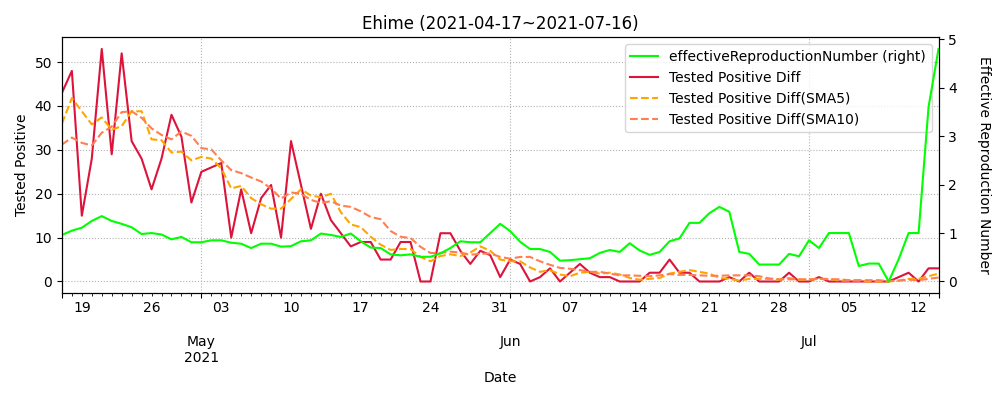 Ehime (2021-04-17~2021-07-16)
effectiveReproductionNumber (right)
Tested Positive Diff
Tested Positive Diff(SMA5)
Tested Positive Diff(SMA10)
Tested Positive
50
40
30
20
10
0
5
4
3
2
1
0
Effective Reproduction Number
19 26 03 10 17 24 31 07 14 21 28 05 12
May Jun Jul
2021
Date